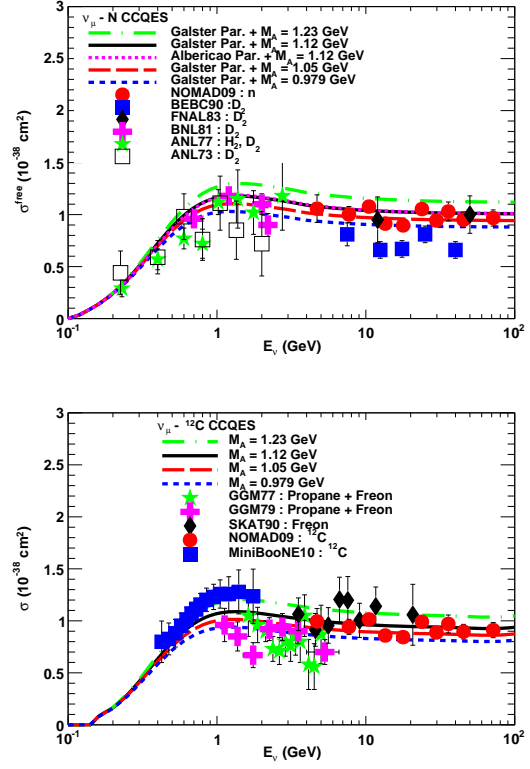 ν_μ - N CCQES
Galster Par. + M_A = 1.23 GeV
Galster Par. + M_A = 1.12 GeV
Albericao Par. + M_A = 1.12 GeV
Galster Par. + M_A = 1.05 GeV
Galster Par. + M_A = 0.979 GeV
NOMAD09 : n
BEBC90 : D_2
FNAL83 : D_2
BNL81 : D_2
ANL77 : H_2, D_2
ANL73 : D_2
σ^free (10^-38 cm^2)
3
2.5
2
1.5
1
0.5
0
10^-1 1 10 10^2
E_ν (GeV)
ν_μ - ^12C CCQES
M_A = 1.23 GeV
M_A = 1.12 GeV
M_A = 1.05 GeV
M_A = 0.979 GeV
GGM77 : Propane + Freon
GGM79 : Propane + Freon
SKAT90 : Freon
NOMAD09 : ^12C
MiniBooNE10 : ^12C
σ (10^-38 cm^2)
3
2.5
2
1.5
1
0.5
0
10^-1 1 10 10^2
E_ν (GeV)